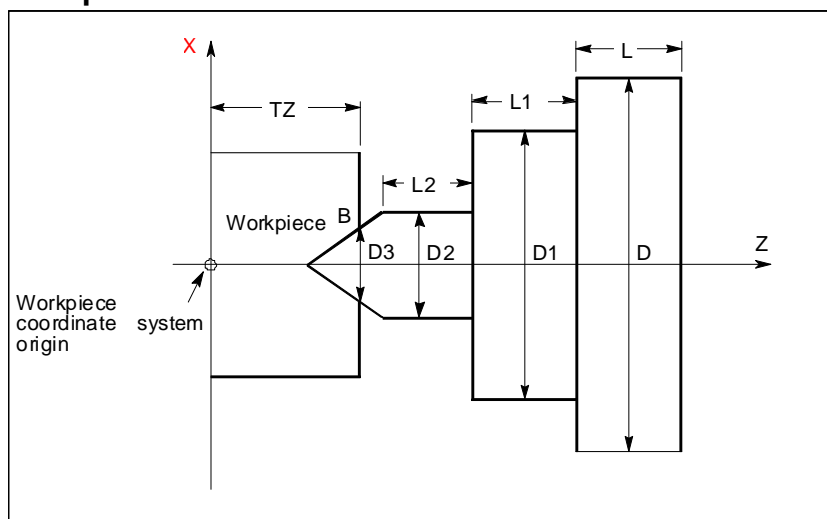 X
L
TZ
L1
L2
Workpiece
B
D3
D2
D1
D
Z
Workpiece
coordinate system
origin